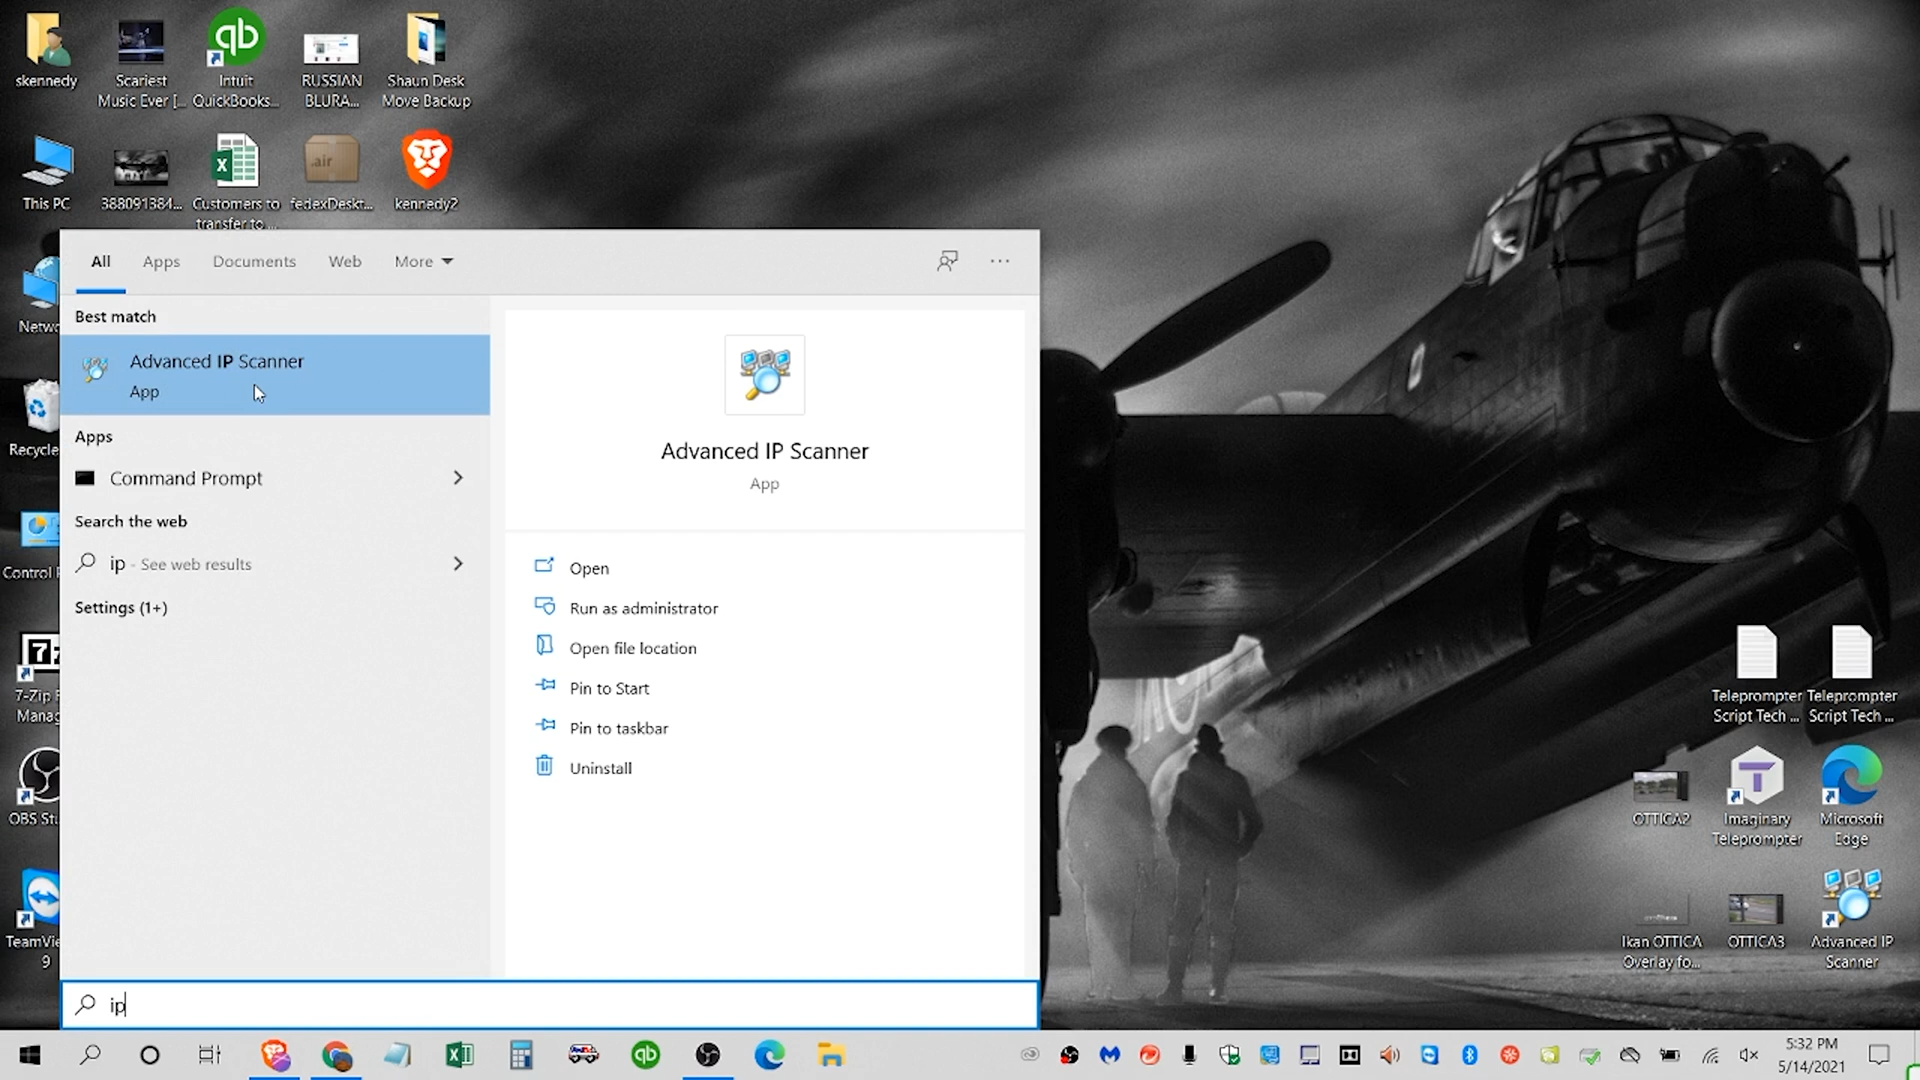 skennedy
Scariest
Music Ever [...
Intuit
QuickBooks...
RUSSIAN
BLURA...
Shaun Desk
Move Backup
This PC
388091384...
Customers to
transfer to ...
.air
fedexDeskt...
kennedy2
All
Apps
Documents
Web
More
Best match
Advanced IP Scanner
App
Apps
Command Prompt
Search the web
ip - See web results
Settings (1+)
Advanced IP Scanner
App
Open
Run as administrator
Open file location
Pin to Start
Pin to taskbar
Uninstall
Netwo
Recycle
Control
7-Zip F
Manag
OBS Stu
TeamVie
9
Teleprompter
Script Tech ...
Teleprompter
Script Tech ...
OTTICA2
Imaginary
Teleprompter
Microsoft
Edge
Ikan OTTICA
Overlay fo...
OTTICA3
Advanced IP
Scanner
ip
5:32 PM
5/14/2021